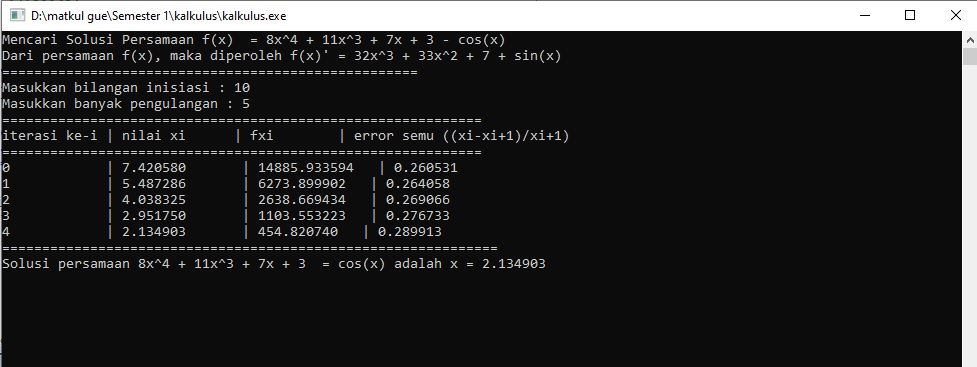 D:\matkul gue\Semester 1\kalkulus\kalkulus.exe
Mencari Solusi Persamaan f(x)  = 8x^4 + 11x^3 + 7x + 3 - cos(x)
Dari persamaan f(x), maka diperoleh f(x)' = 32x^3 + 33x^2 + 7 + sin(x)
====================================================
Masukkan bilangan inisiasi : 10
Masukkan banyak pengulangan : 5
============================================================
iterasi ke-i | nilai xi      | fxi        | error semu ((xi-xi+1)/xi+1)
============================================================
0            | 7.420580      | 14885.933594   | 0.260531
1            | 5.487286      | 6273.899902   | 0.264058
2            | 4.038325      | 2638.669434   | 0.269066
3            | 2.951750      | 1103.553223   | 0.276733
4            | 2.134903      | 454.820740   | 0.289913
==============================================================
Solusi persamaan 8x^4 + 11x^3 + 7x + 3  = cos(x) adalah x = 2.134903